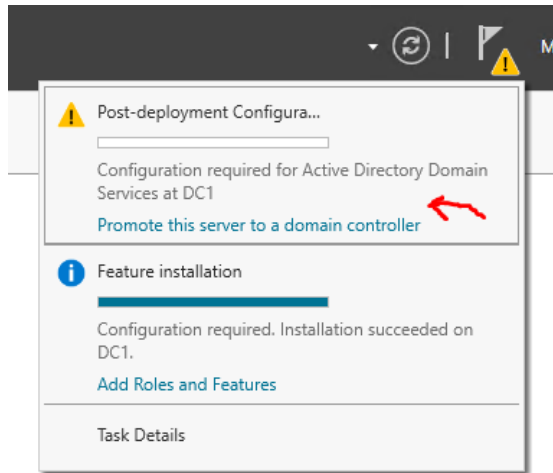 M
Post-deployment Configura...
Configuration required for Active Directory Domain
Services at DC1
Promote this server to a domain controller
Feature installation
Configuration required. Installation succeeded on
DC1.
Add Roles and Features
Task Details